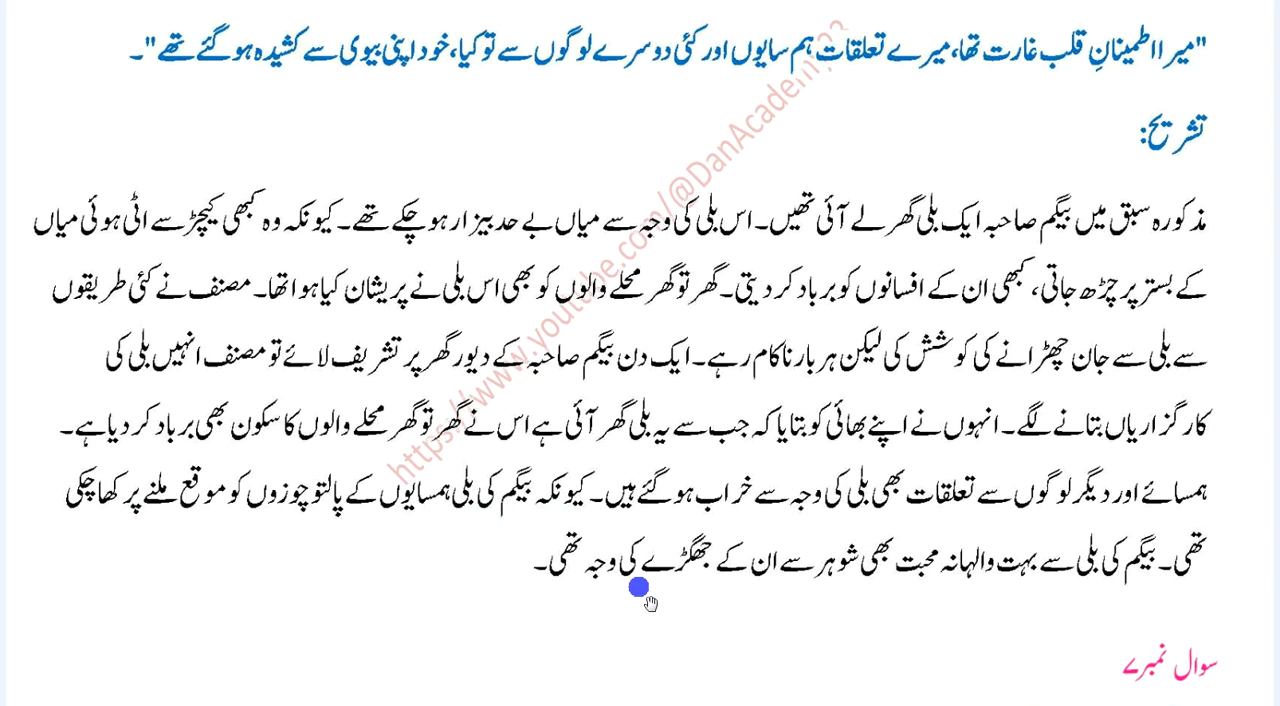 "میرا اطمینانِ قلب غارت تھا، میرے تعلقات ہم سایوں اور کئی دوسرے لوگوں سے تو کیا، خود اپنی بیوی سے کشیدہ ہو گئے تھے"۔
تشریح:
مذکورہ سبق میں بیگم صاحبہ ایک بلی گھر لے آئی تھیں۔ اس بلی کی وجہ سے میاں بے حد بیزار ہو چکے تھے۔ کیونکہ وہ کبھی کیچڑ سے اٹی ہوئی میاں
کے بستر پر چڑھ جاتی، کبھی ان کے افسانوں کو برباد کر دیتی۔ گھر تو گھر محلے والوں کو بھی اس بلی نے پریشان کیا ہوا تھا۔ مصنف نے کئی طریقوں
سے بلی سے جان چھڑانے کی کوشش کی لیکن ہر بار ناکام رہے۔ ایک دن بیگم صاحبہ کے دیور گھر پر تشریف لائے تو مصنف انہیں بلی کی
کارگزاریاں بتانے لگے۔ انہوں نے اپنے بھائی کو بتایا کہ جب سے یہ بلی گھر آئی ہے اس نے گھر تو گھر محلے والوں کا سکون بھی برباد کر دیا ہے۔
ہمسائے اور دیگر لوگوں سے تعلقات بھی بلی کی وجہ سے خراب ہو گئے ہیں۔ کیونکہ بیگم کی بلی ہمسایوں کے پالتو چوزوں کو موقع ملنے پر کھا چکی
تھی۔ بیگم کی بلی سے بہت والہانہ محبت بھی شوہر سے ان کے جھگڑے کی وجہ تھی۔
سوال نمبر ۷